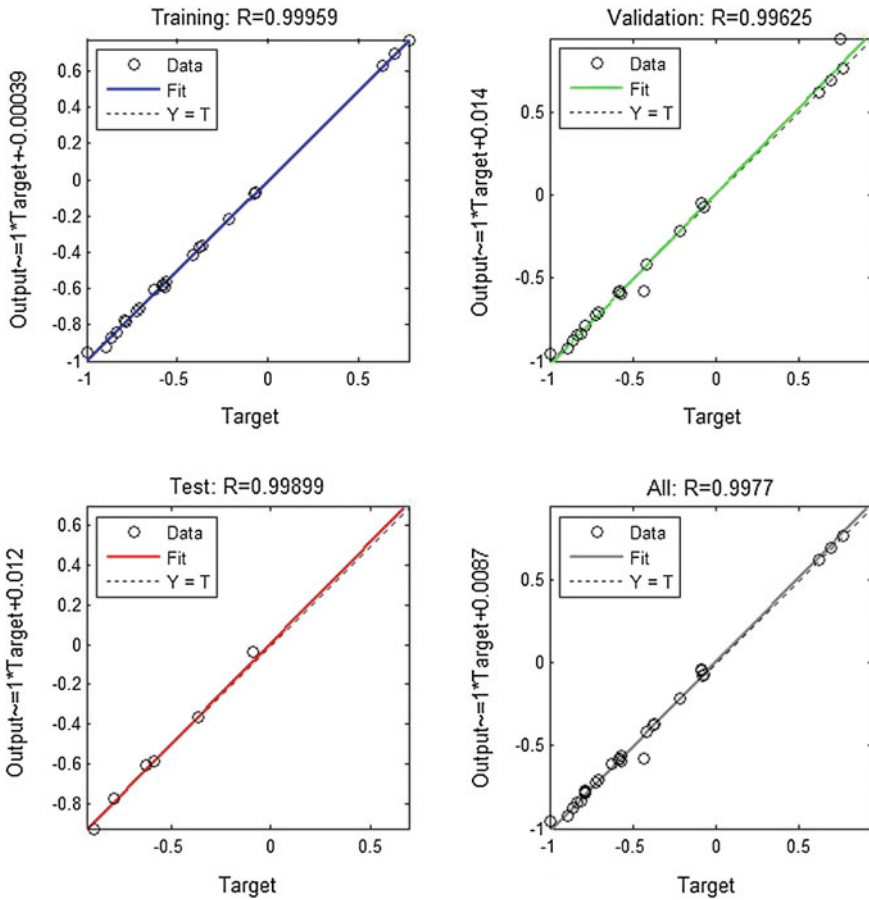 Training: R=0.99959
Output~=1*Target+-0.00039
Data
Fit
Y = T
0.6
0.4
0.2
0
-0.2
-0.4
-0.6
-0.8
-1
-1
-0.5
0
0.5
Target
Validation: R=0.99625
Output~=1*Target+0.014
Data
Fit
Y = T
0.5
0
-0.5
-1
-1
-0.5
0
0.5
Target
Test: R=0.99899
Output~=1*Target+0.012
Data
Fit
Y = T
0.6
0.4
0.2
0
-0.2
-0.4
-0.6
-0.8
-0.5
0
0.5
Target
All: R=0.9977
Output~=1*Target+0.0087
Data
Fit
Y = T
0.5
0
-0.5
-1
-1
-0.5
0
0.5
Target